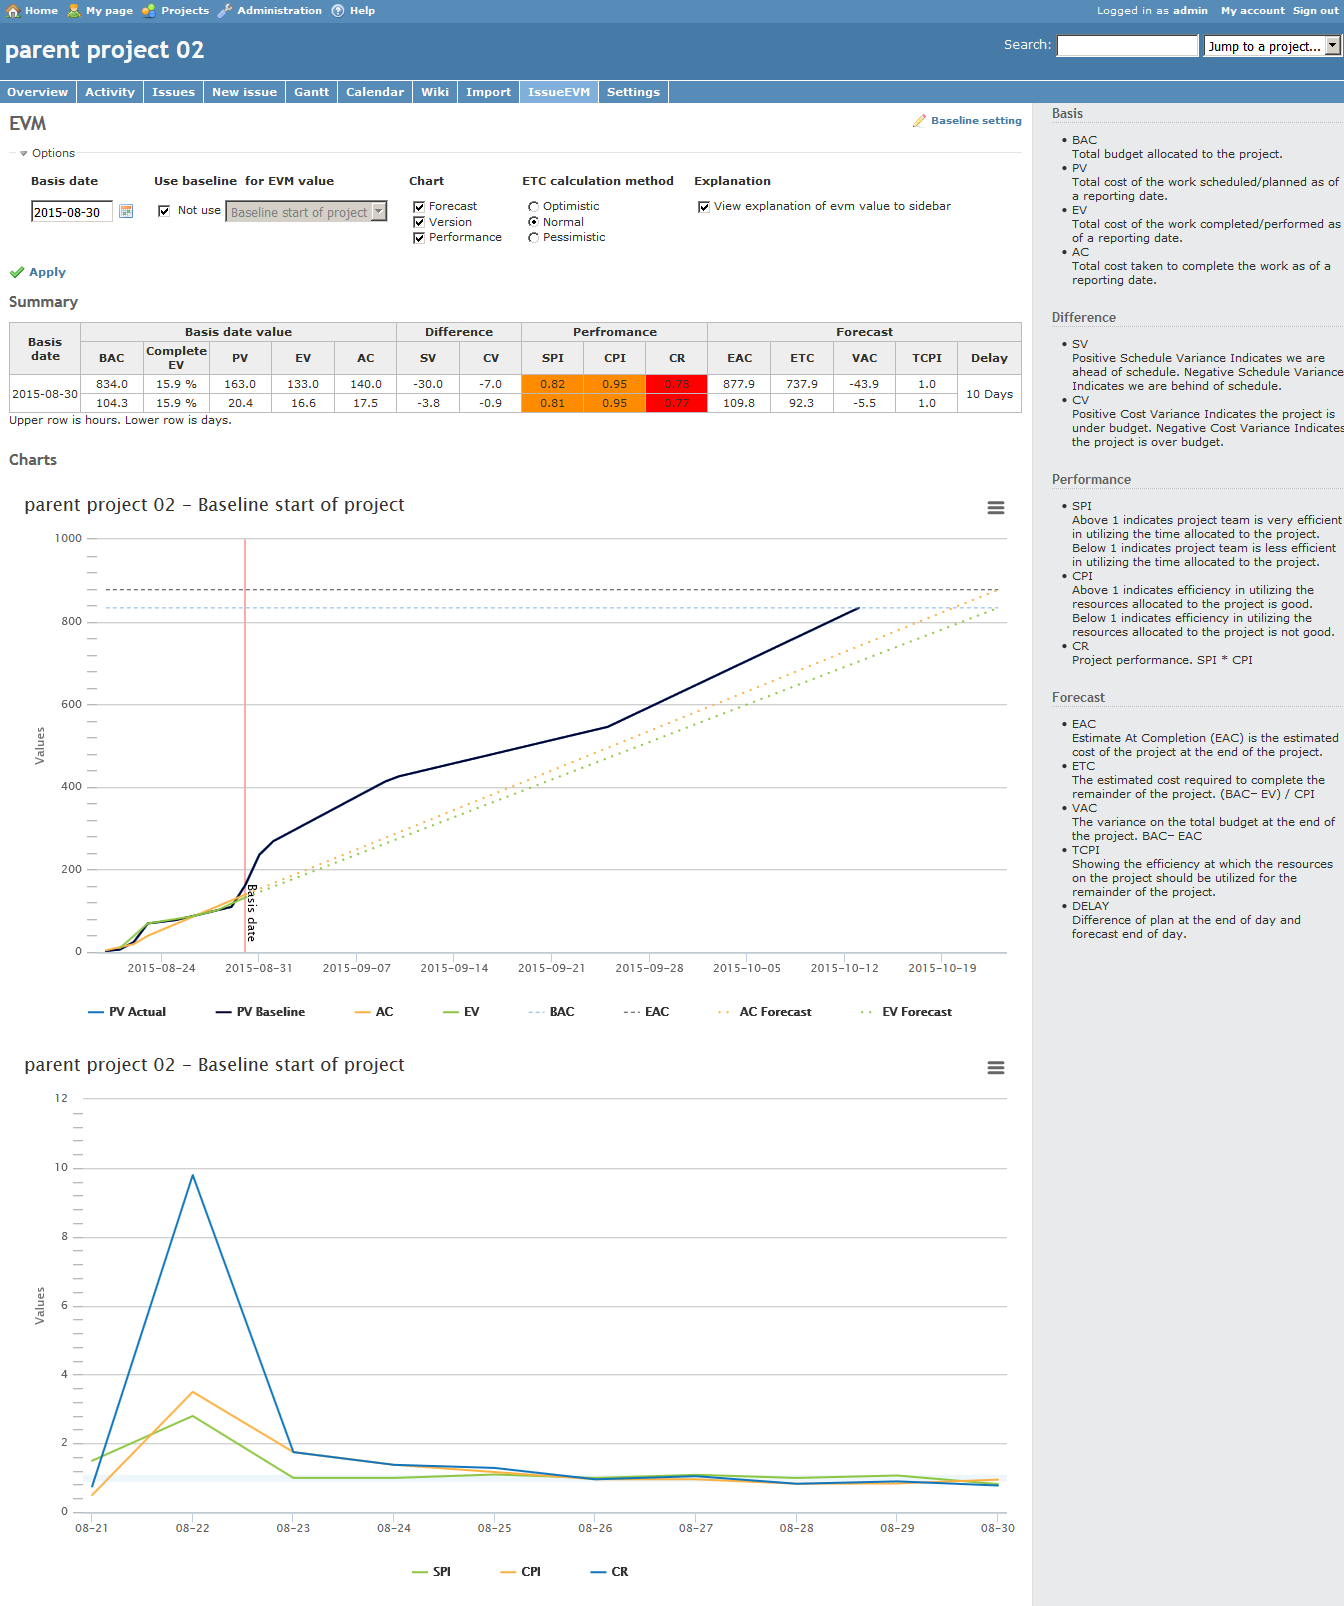 Home My page Projects Administration Help Logged in as admin My account Sign out
parent project 02
Search: Jump to a project...
Overview Activity Issues New issue Gantt Calendar Wiki Import IssueEVM Settings
EVM
Baseline setting
Options
Basis date Use baseline for EVM value Chart ETC calculation method Explanation
2015-08-30 Not use Baseline start of project Forecast Optimistic View explanation of evm value to sidebar
Version Normal
Performance Pessimistic
Apply
Summary
Basis date Basis date value Difference Perfromance Forecast
BAC Complete EV PV EV AC SV CV SPI CPI CR EAC ETC VAC TCPI Delay
2015-08-30 834.0 15.9 % 163.0 133.0 140.0 -30.0 -7.0 0.82 0.95 0.78 877.9 737.9 -43.9 1.0 10 Days
104.3 15.9 % 20.4 16.6 17.5 -3.8 -0.9 0.81 0.95 0.77 109.8 92.3 -5.5 1.0
Upper row is hours. Lower row is days.
Charts
parent project 02 - Baseline start of project
1000
800
600
400
200
0
Values
Basis date
2015-08-24 2015-08-31 2015-09-07 2015-09-14 2015-09-21 2015-09-28 2015-10-05 2015-10-12 2015-10-19
PV Actual PV Baseline AC EV BAC EAC AC Forecast EV Forecast
parent project 02 - Baseline start of project
12
10
8
6
4
2
0
Values
08-21 08-22 08-23 08-24 08-25 08-26 08-27 08-28 08-29 08-30
SPI CPI CR
Basis
• BAC
Total budget allocated to the project.
• PV
Total cost of the work scheduled/planned as of
a reporting date.
• EV
Total cost of the work completed/performed as
of a reporting date.
• AC
Total cost taken to complete the work as of a
reporting date.
Difference
• SV
Positive Schedule Variance Indicates we are
ahead of schedule. Negative Schedule Variance
Indicates we are behind of schedule.
• CV
Positive Cost Variance Indicates the project is
under budget. Negative Cost Variance Indicates
the project is over budget.
Performance
• SPI
Above 1 indicates project team is very efficient
in utilizing the time allocated to the project.
Below 1 indicates project team is less efficient
in utilizing the time allocated to the project.
• CPI
Above 1 indicates efficiency in utilizing the
resources allocated to the project is good.
Below 1 indicates efficiency in utilizing the
resources allocated to the project is not good.
• CR
Project performance. SPI * CPI
Forecast
• EAC
Estimate At Completion (EAC) is the estimated
cost of the project at the end of the project.
• ETC
The estimated cost required to complete the
remainder of the project. (BAC− EV) / CPI
• VAC
The variance on the total budget at the end of
the project. BAC− EAC
• TCPI
Showing the efficiency at which the resources
on the project should be utilized for the
remainder of the project.
• DELAY
Difference of plan at the end of day and
forecast end of day.